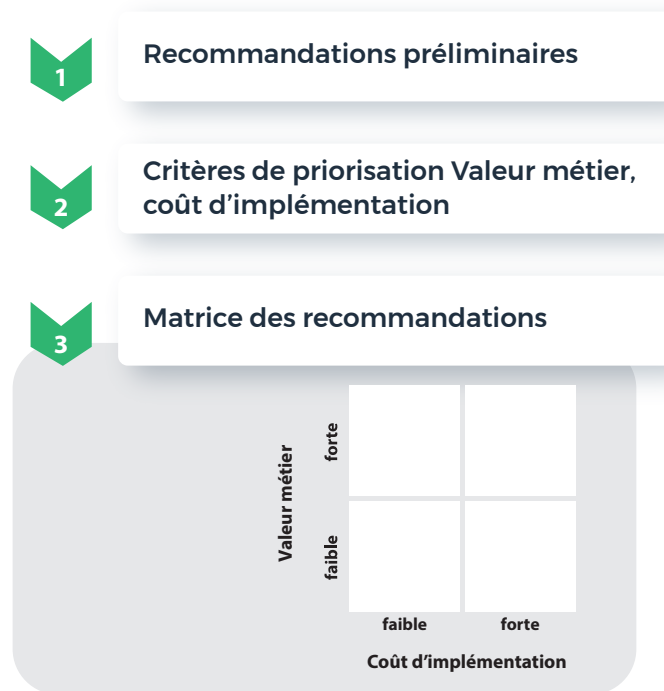 1
Recommandations préliminaires
2
Critères de priorisation Valeur métier,
coût d'implémentation
3
Matrice des recommandations
Valeur métier
forte
faible
faible forte
Coût d'implémentation